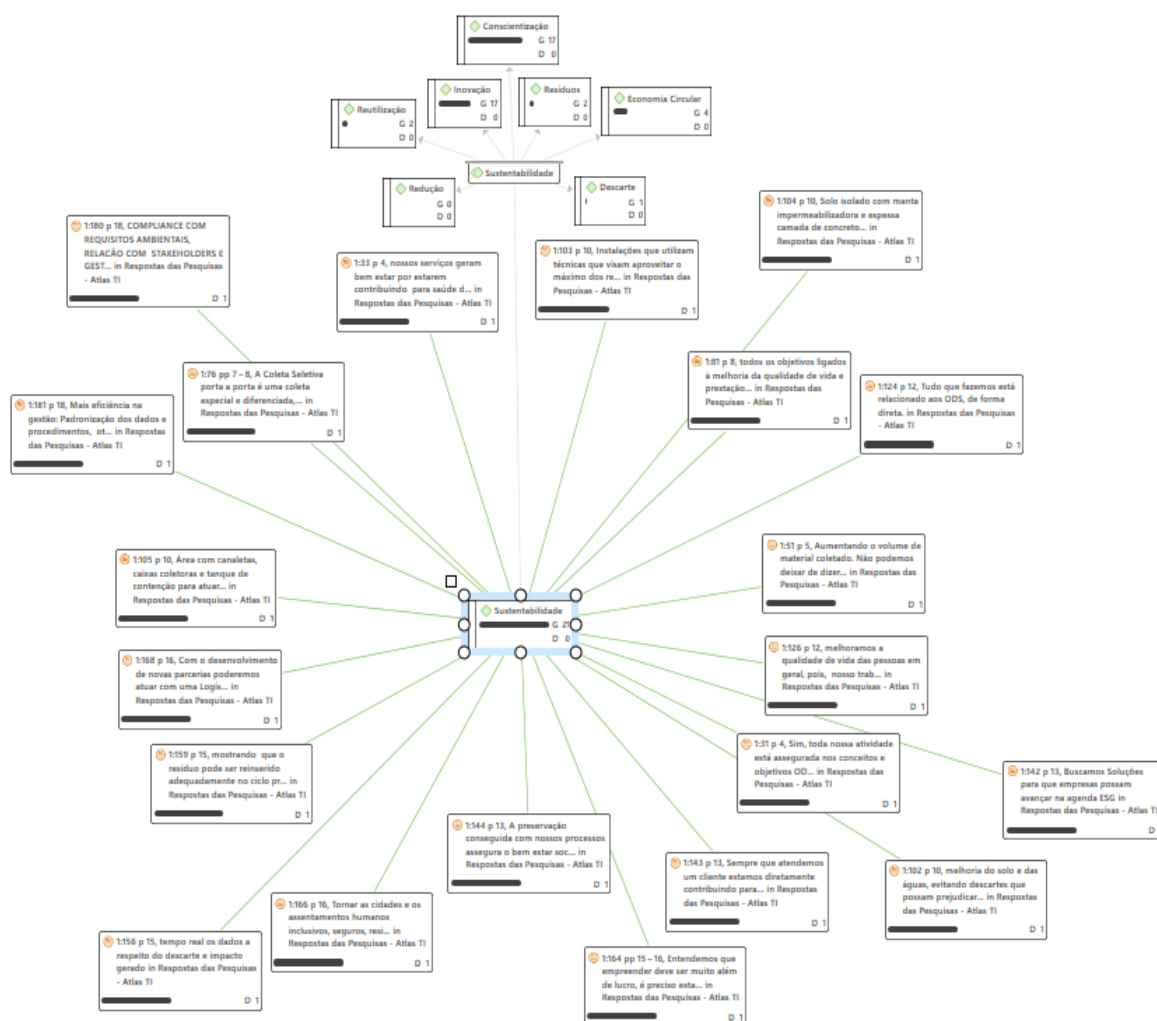 Conscientização
G 17
D 0
Inovação
G 17
D 0
Resíduos
G 2
D 0
Reutilização
G 2
D 0
Economia Circular
G 4
D 0
Sustentabilidade
Redução
G 0
D 0
Descarte
G 1
D 0
1:180 p 18, COMPLIANCE COM
REQUISITOS AMBIENTAIS,
RELACÃO COM STAKEHOLDERS E
GEST... in Respostas das Pesquisas
- Atlas TI
D 1
1:33 p 4, nossos serviços geram
bem estar por estarem
contribuindo para saúde d... in
Respostas das Pesquisas - Atlas TI
D 1
1:103 p 10, Instalações que utilizam
técnicas que visam aproveitar o
máximo dos re... in Respostas das
Pesquisas - Atlas TI
D 1
1:104 p 10, Solo isolado com manta
impermeabilizadora e espessa
camada de concreto... in
Respostas das Pesquisas - Atlas TI
D 1
1:76 pp 7 – 8, A Coleta Seletiva
porta a porta é uma coleta
especial e diferenciada,... in
Respostas das Pesquisas - Atlas TI
D 1
1:81 p 8, todos os objetivos ligados
à melhoria da qualidade de vida e
prestação... in Respostas das
Pesquisas - Atlas TI
D 1
1:124 p 12, Tudo que fazemos está
relacionado aos ODS, de forma
direta. in Respostas das Pesquisas
- Atlas TI
D 1
1:181 p 18, Mais eficiência na
gestão: Padronização dos dados e
procedimentos, ot... in Respostas
das Pesquisas - Atlas TI
D 1
1:105 p 10, Área com canaletas,
caixas coletoras e tanque de
contenção para atuar... in
Respostas das Pesquisas - Atlas TI
D 1
Sustentabilidade
G 21
D 0
1:51 p 5, Aumentando o volume de
material coletado. Não podemos
deixar de dizer... in Respostas das
Pesquisas - Atlas TI
D 1
1:168 p 16, Com o desenvolvimento
de novas parcerias poderemos
atuar com uma Logis... in
Respostas das Pesquisas - Atlas TI
D 1
1:126 p 12, melhoramos a
qualidade de vida das pessoas em
geral, pois, nosso trab... in
Respostas das Pesquisas - Atlas TI
D 1
1:159 p 15, mostrando que o
resíduo pode ser reinserido
adequadamente no ciclo pr... in
Respostas das Pesquisas - Atlas TI
D 1
1:31 p 4, Sim, toda nossa atividade
está assegurada nos conceitos e
objetivos OD... in Respostas das
Pesquisas - Atlas TI
D 1
1:142 p 13, Buscamos Soluções
para que empresas possam
avançar na agenda ESG in
Respostas das Pesquisas - Atlas TI
D
1:144 p 13, A preservação
conseguida com nossos processos
assegura o bem estar soc... in
Respostas das Pesquisas - Atlas TI
D 1
1:143 p 13, Sempre que atendemos
um cliente estamos diretamente
contribuindo para... in Respostas
das Pesquisas - Atlas TI
D 1
1:102 p 10, melhoria do solo e das
águas, evitando descartes que
possam prejudicar... in Respostas
das Pesquisas - Atlas TI
D 1
1:166 p 16, Tornar as cidades e os
assentamentos humanos
inclusivos, seguros, resi... in
Respostas das Pesquisas - Atlas TI
D 1
1:156 p 15, tempo real os dados a
respeito do descarte e impacto
gerado in Respostas das Pesquisas
- Atlas TI
D 1
1:164 pp 15 – 16, Entendemos que
empreender deve ser muito além
de lucro, é preciso esta... in
Respostas das Pesquisas - Atlas TI
D 1